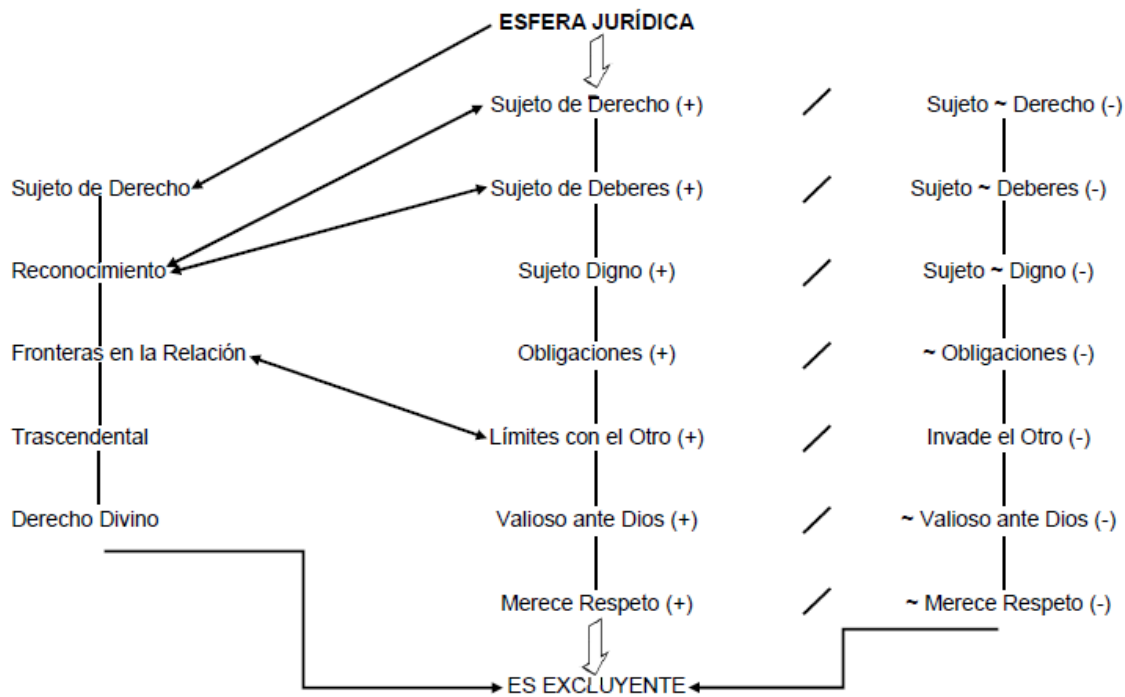 ESFERA JURÍDICA
Sujeto de Derecho (+) / Sujeto ~ Derecho (-)
Sujeto de Derecho Sujeto de Deberes (+) / Sujeto ~ Deberes (-)
Reconocimiento Sujeto Digno (+) / Sujeto ~ Digno (-)
Fronteras en la Relación Obligaciones (+) / ~ Obligaciones (-)
Trascendental Límites con el Otro (+) / Invade el Otro (-)
Derecho Divino Valioso ante Dios (+) / ~ Valioso ante Dios (-)
Merece Respeto (+) / ~ Merece Respeto (-)
ES EXCLUYENTE